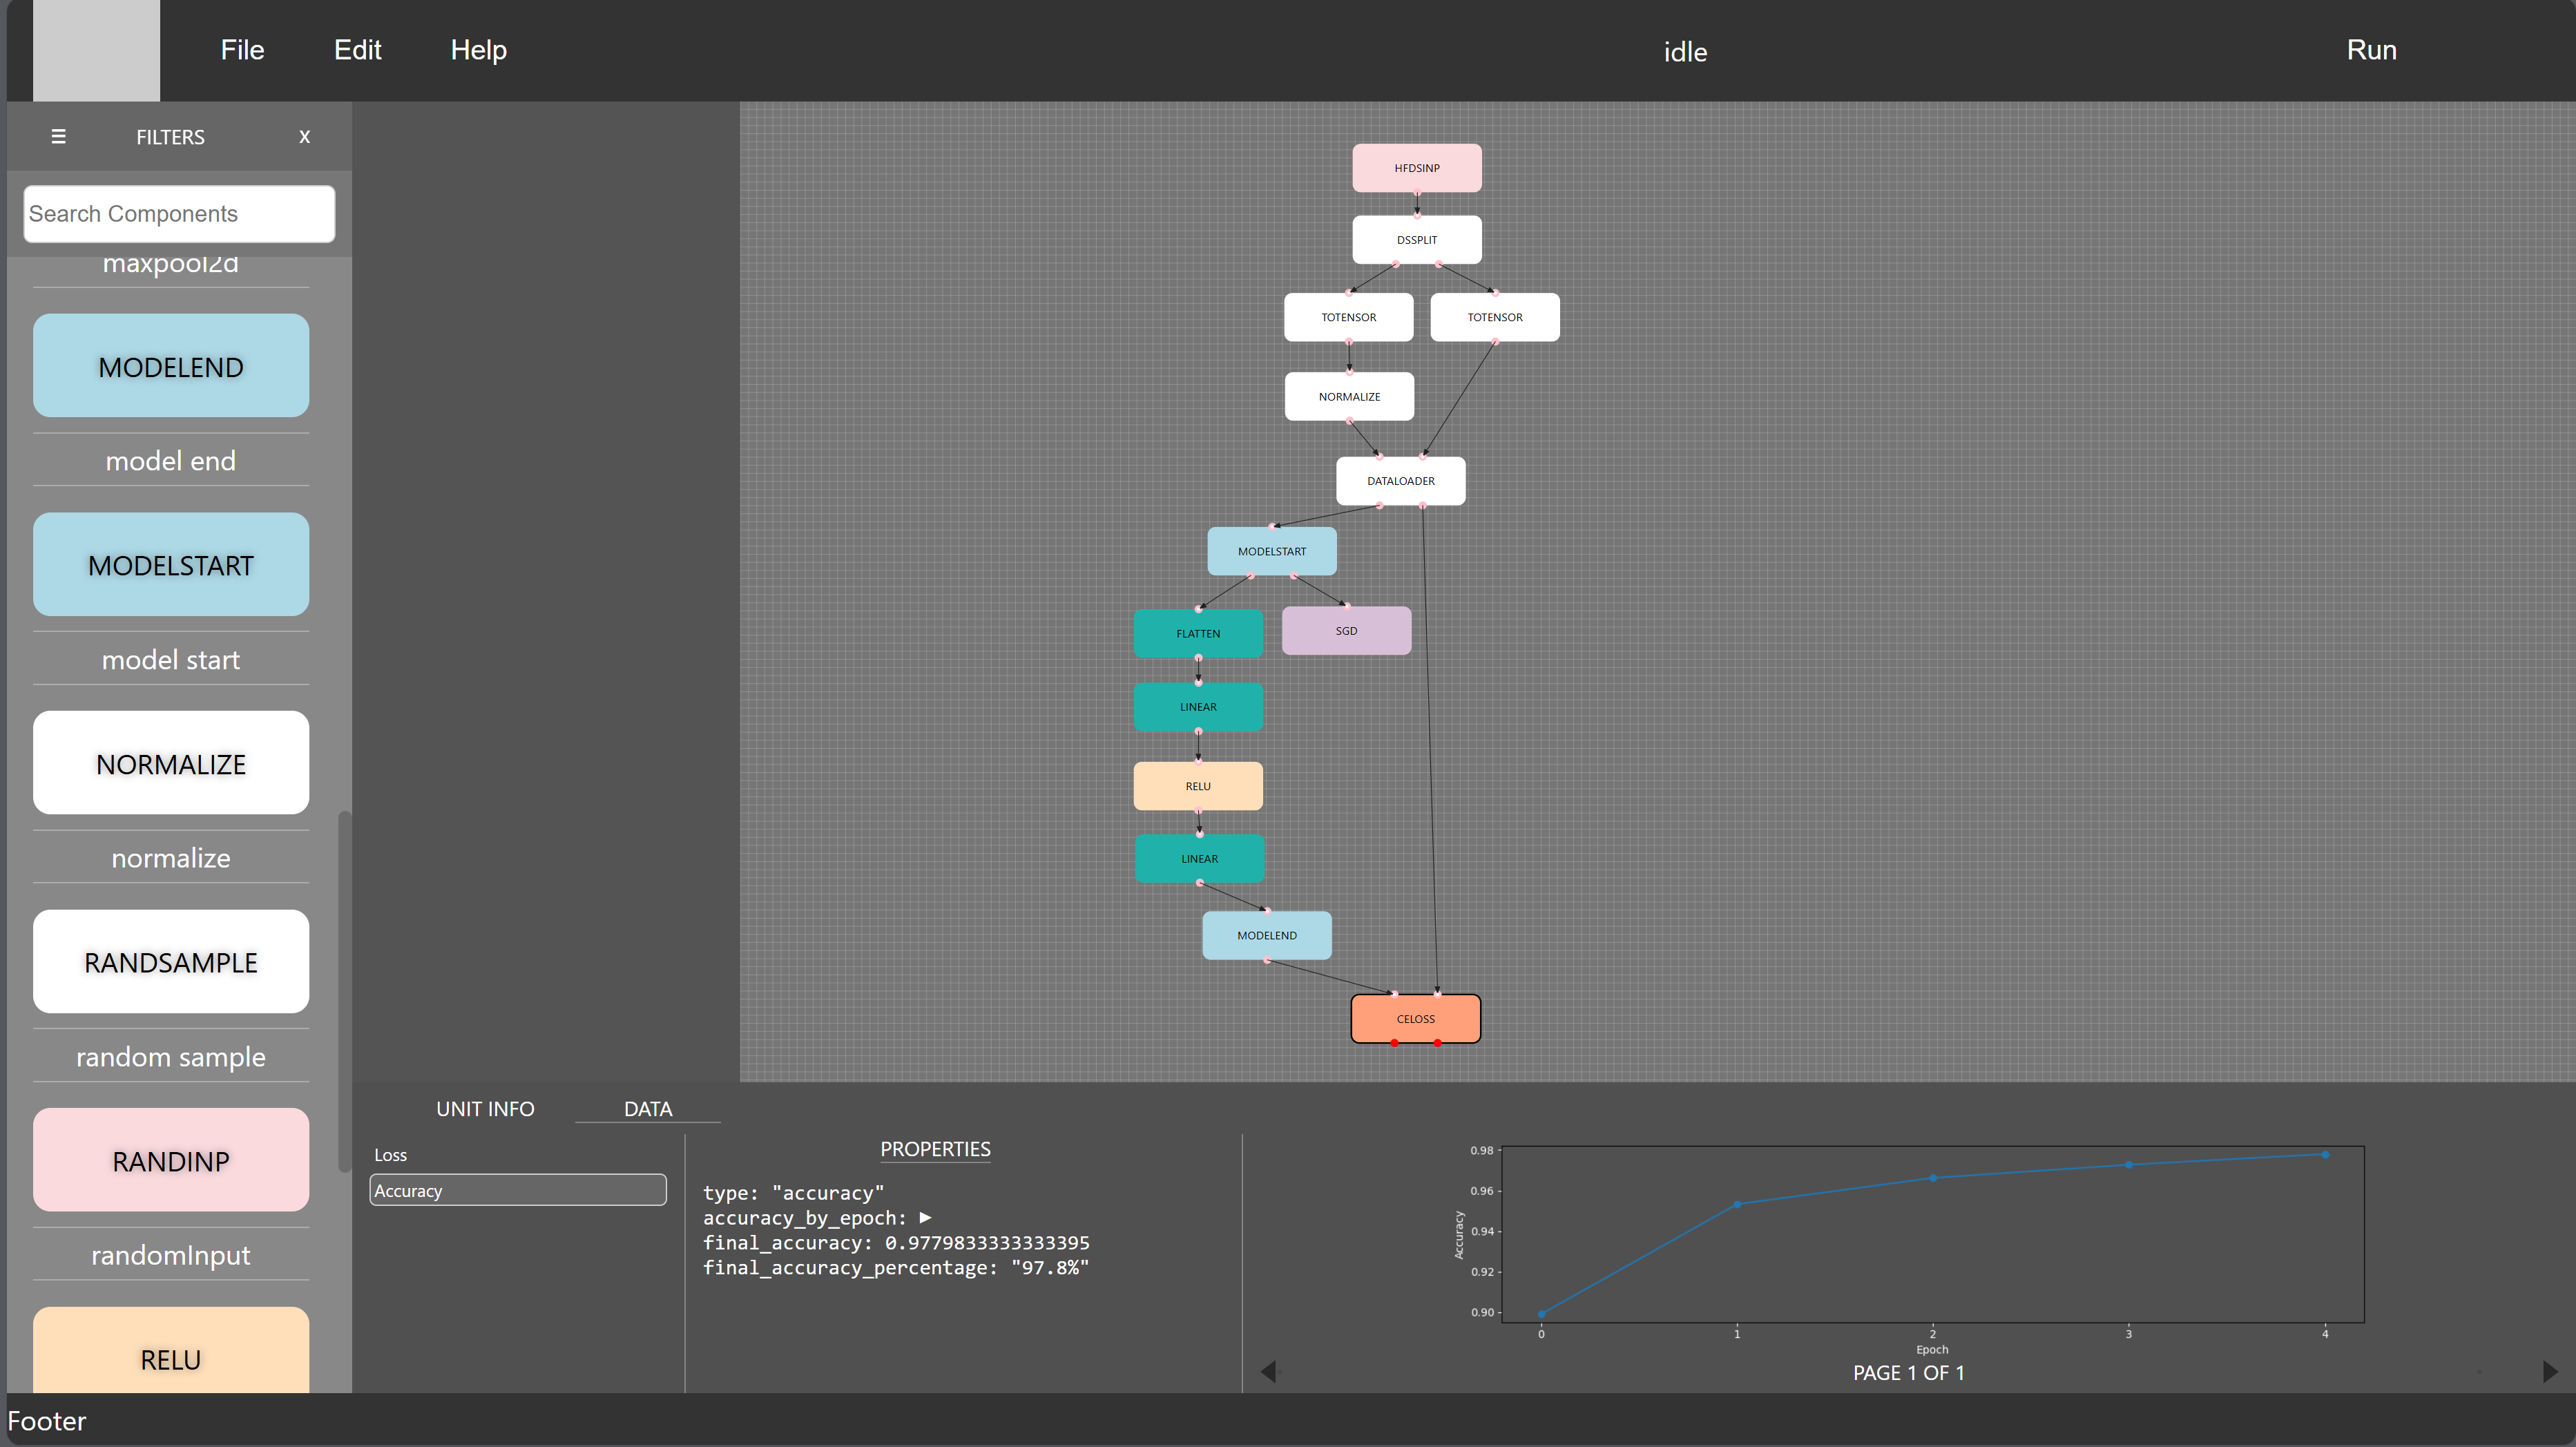 File Edit Help idle Run
☰ FILTERS X
Search Components
maxpool2d
MODELEND
model end
MODELSTART
model start
NORMALIZE
normalize
RANDSAMPLE
random sample
RANDINP
randomInput
RELU
HFDSINP
DSSPLIT
TOTENSOR TOTENSOR
NORMALIZE
DATALOADER
MODELSTART
FLATTEN SGD
LINEAR
RELU
LINEAR
MODELEND
CELOSS
UNIT INFO DATA
Loss
Accuracy
PROPERTIES
type: "accuracy"
accuracy_by_epoch: ▶
final_accuracy: 0.9779833333333395
final_accuracy_percentage: "97.8%"
Accuracy
0.98
0.96
0.94
0.92
0.90
0 1 2 3 4
Epoch
PAGE 1 OF 1
Footer